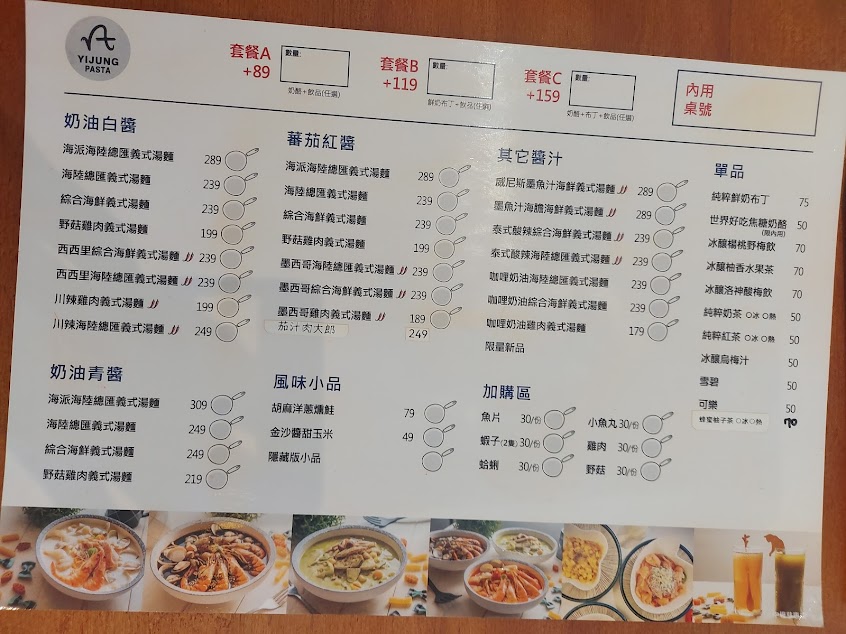 YIJUNG
PASTA
套餐A
+89
數量:
奶酪+飲品(任選)
套餐B
+119
數量:
鮮奶布丁+飲品(任選)
套餐C
+159
數量:
奶酪+布丁+飲品(任選)
內用
桌號
奶油白醬
海派海陸總匯義式湯麵 289
海陸總匯義式湯麵 239
綜合海鮮義式湯麵 239
野菇雞肉義式湯麵 199
西西里綜合海鮮義式湯麵 239
西西里海陸總匯義式湯麵 239
川辣雞肉義式湯麵 199
川辣海陸總匯義式湯麵 249
奶油青醬
海派海陸總匯義式湯麵 309
海陸總匯義式湯麵 249
綜合海鮮義式湯麵 249
野菇雞肉義式湯麵 219
蕃茄紅醬
海派海陸總匯義式湯麵 289
海陸總匯義式湯麵 239
綜合海鮮義式湯麵 239
野菇雞肉義式湯麵 199
墨西哥海陸總匯義式湯麵 239
墨西哥綜合海鮮義式湯麵 239
墨西哥雞肉義式湯麵 189
茄汁肉大郎 249
風味小品
胡麻洋蔥燻鮭 79
金沙醬甜玉米 49
隱藏版小品
其它醬汁
威尼斯墨魚汁海鮮義式湯麵 289
墨魚汁海膽海鮮義式湯麵 289
泰式酸辣綜合海鮮義式湯麵 239
泰式酸辣海陸總匯義式湯麵 239
咖哩奶油海陸總匯義式湯麵 239
咖哩奶油綜合海鮮義式湯麵 239
咖哩奶油雞肉義式湯麵 179
限量新品
加購區
魚片 30/份
小魚丸 30/份
蝦子(2隻) 30/份
雞肉 30/份
蛤蜊 30/份
野菇 30/份
單品
純粹鮮奶布丁 75
世界好吃焦糖奶酪 50
(限內用)
冰釀楊桃野梅飲 70
冰釀柚香水果茶 70
冰釀洛神酸梅飲 70
純粹奶茶 ○冰 ○熱 50
純粹紅茶 ○冰 ○熱 50
冰釀烏梅汁 50
雪碧 50
可樂 50
蜂蜜柚子茶 ○冰 ○熱